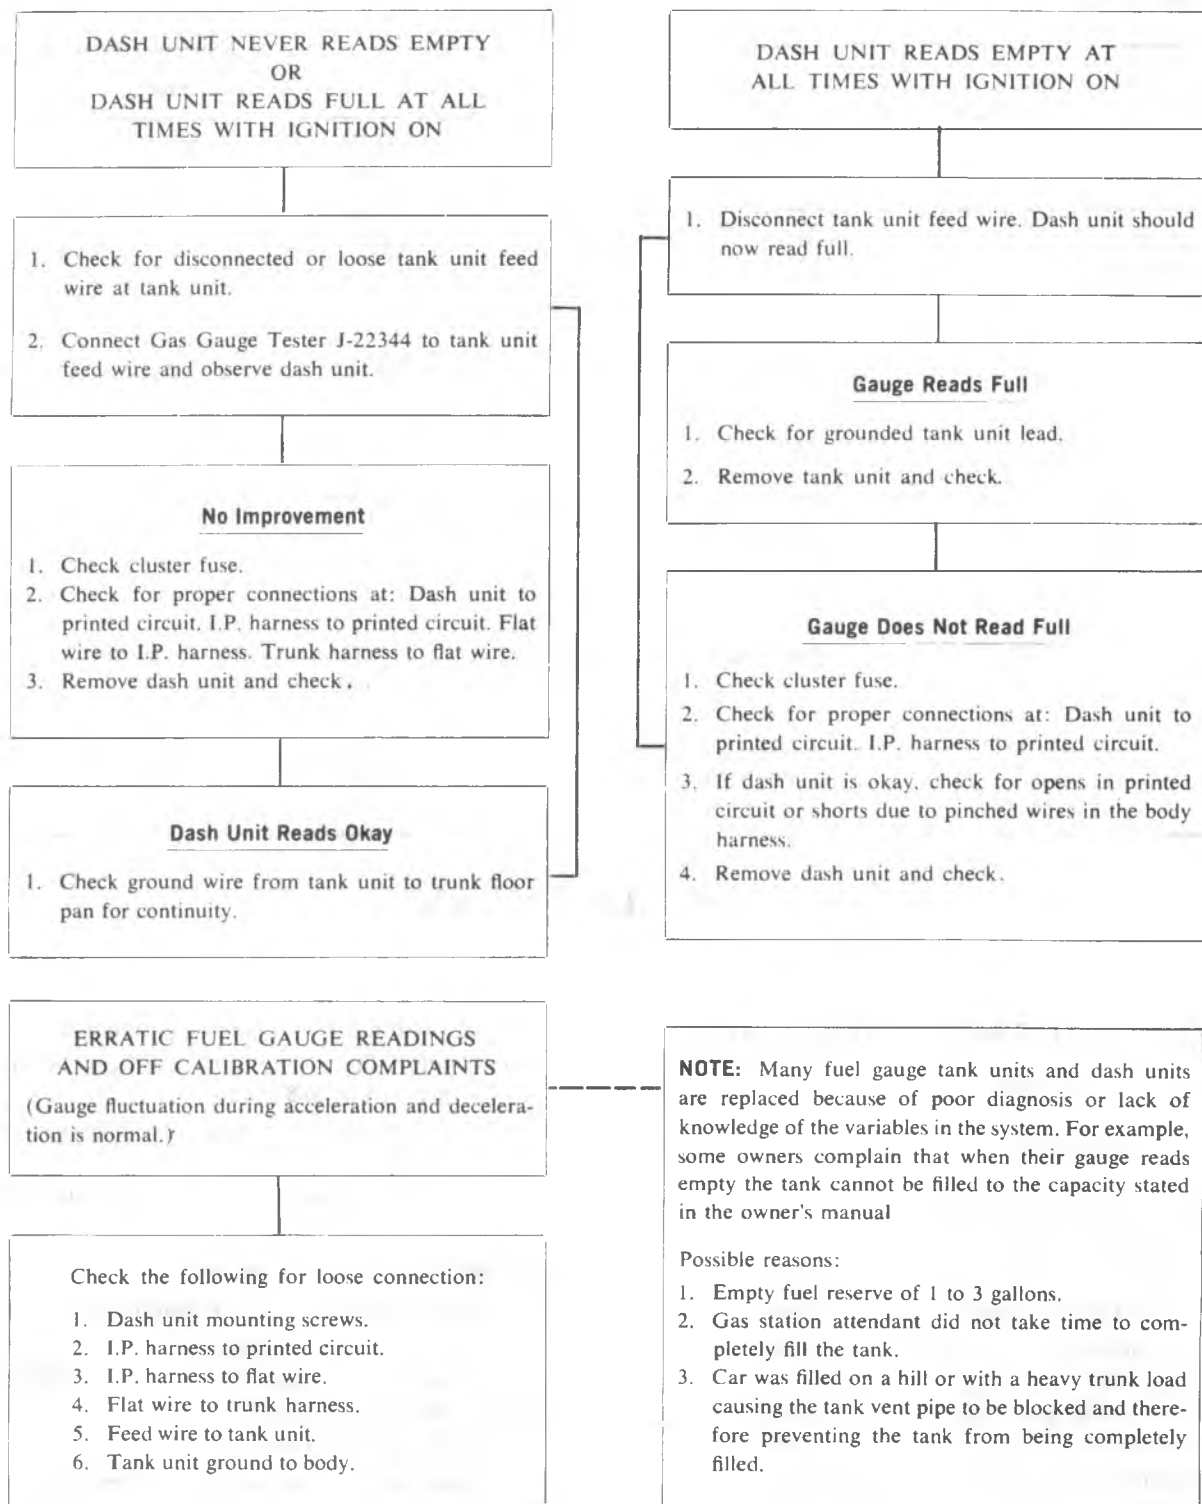 DASH UNIT NEVER READS EMPTY
OR
DASH UNIT READS FULL AT ALL
TIMES WITH IGNITION ON
1. Check for disconnected or loose tank unit feed
wire at tank unit.
2. Connect Gas Gauge Tester J-22344 to tank unit
feed wire and observe dash unit.
No Improvement
1. Check cluster fuse.
2. Check for proper connections at: Dash unit to
printed circuit. I.P. harness to printed circuit. Flat
wire to I.P. harness. Trunk harness to flat wire.
3. Remove dash unit and check.
Dash Unit Reads Okay
1. Check ground wire from tank unit to trunk floor
pan for continuity.
DASH UNIT READS EMPTY AT
ALL TIMES WITH IGNITION ON
1. Disconnect tank unit feed wire. Dash unit should
now read full.
Gauge Reads Full
1. Check for grounded tank unit lead.
2. Remove tank unit and check.
Gauge Does Not Read Full
1. Check cluster fuse.
2. Check for proper connections at: Dash unit to
printed circuit. I.P. harness to printed circuit.
3. If dash unit is okay, check for opens in printed
circuit or shorts due to pinched wires in the body
harness.
4. Remove dash unit and check.
ERRATIC FUEL GAUGE READINGS
AND OFF CALIBRATION COMPLAINTS
(Gauge fluctuation during acceleration and decelera-
tion is normal.)
Check the following for loose connection:
1. Dash unit mounting screws.
2. I.P. harness to printed circuit.
3. I.P. harness to flat wire.
4. Flat wire to trunk harness.
5. Feed wire to tank unit.
6. Tank unit ground to body.
NOTE: Many fuel gauge tank units and dash units
are replaced because of poor diagnosis or lack of
knowledge of the variables in the system. For example,
some owners complain that when their gauge reads
empty the tank cannot be filled to the capacity stated
in the owner's manual
Possible reasons:
1. Empty fuel reserve of 1 to 3 gallons.
2. Gas station attendant did not take time to com-
pletely fill the tank.
3. Car was filled on a hill or with a heavy trunk load
causing the tank vent pipe to be blocked and there-
fore preventing the tank from being completely
filled.